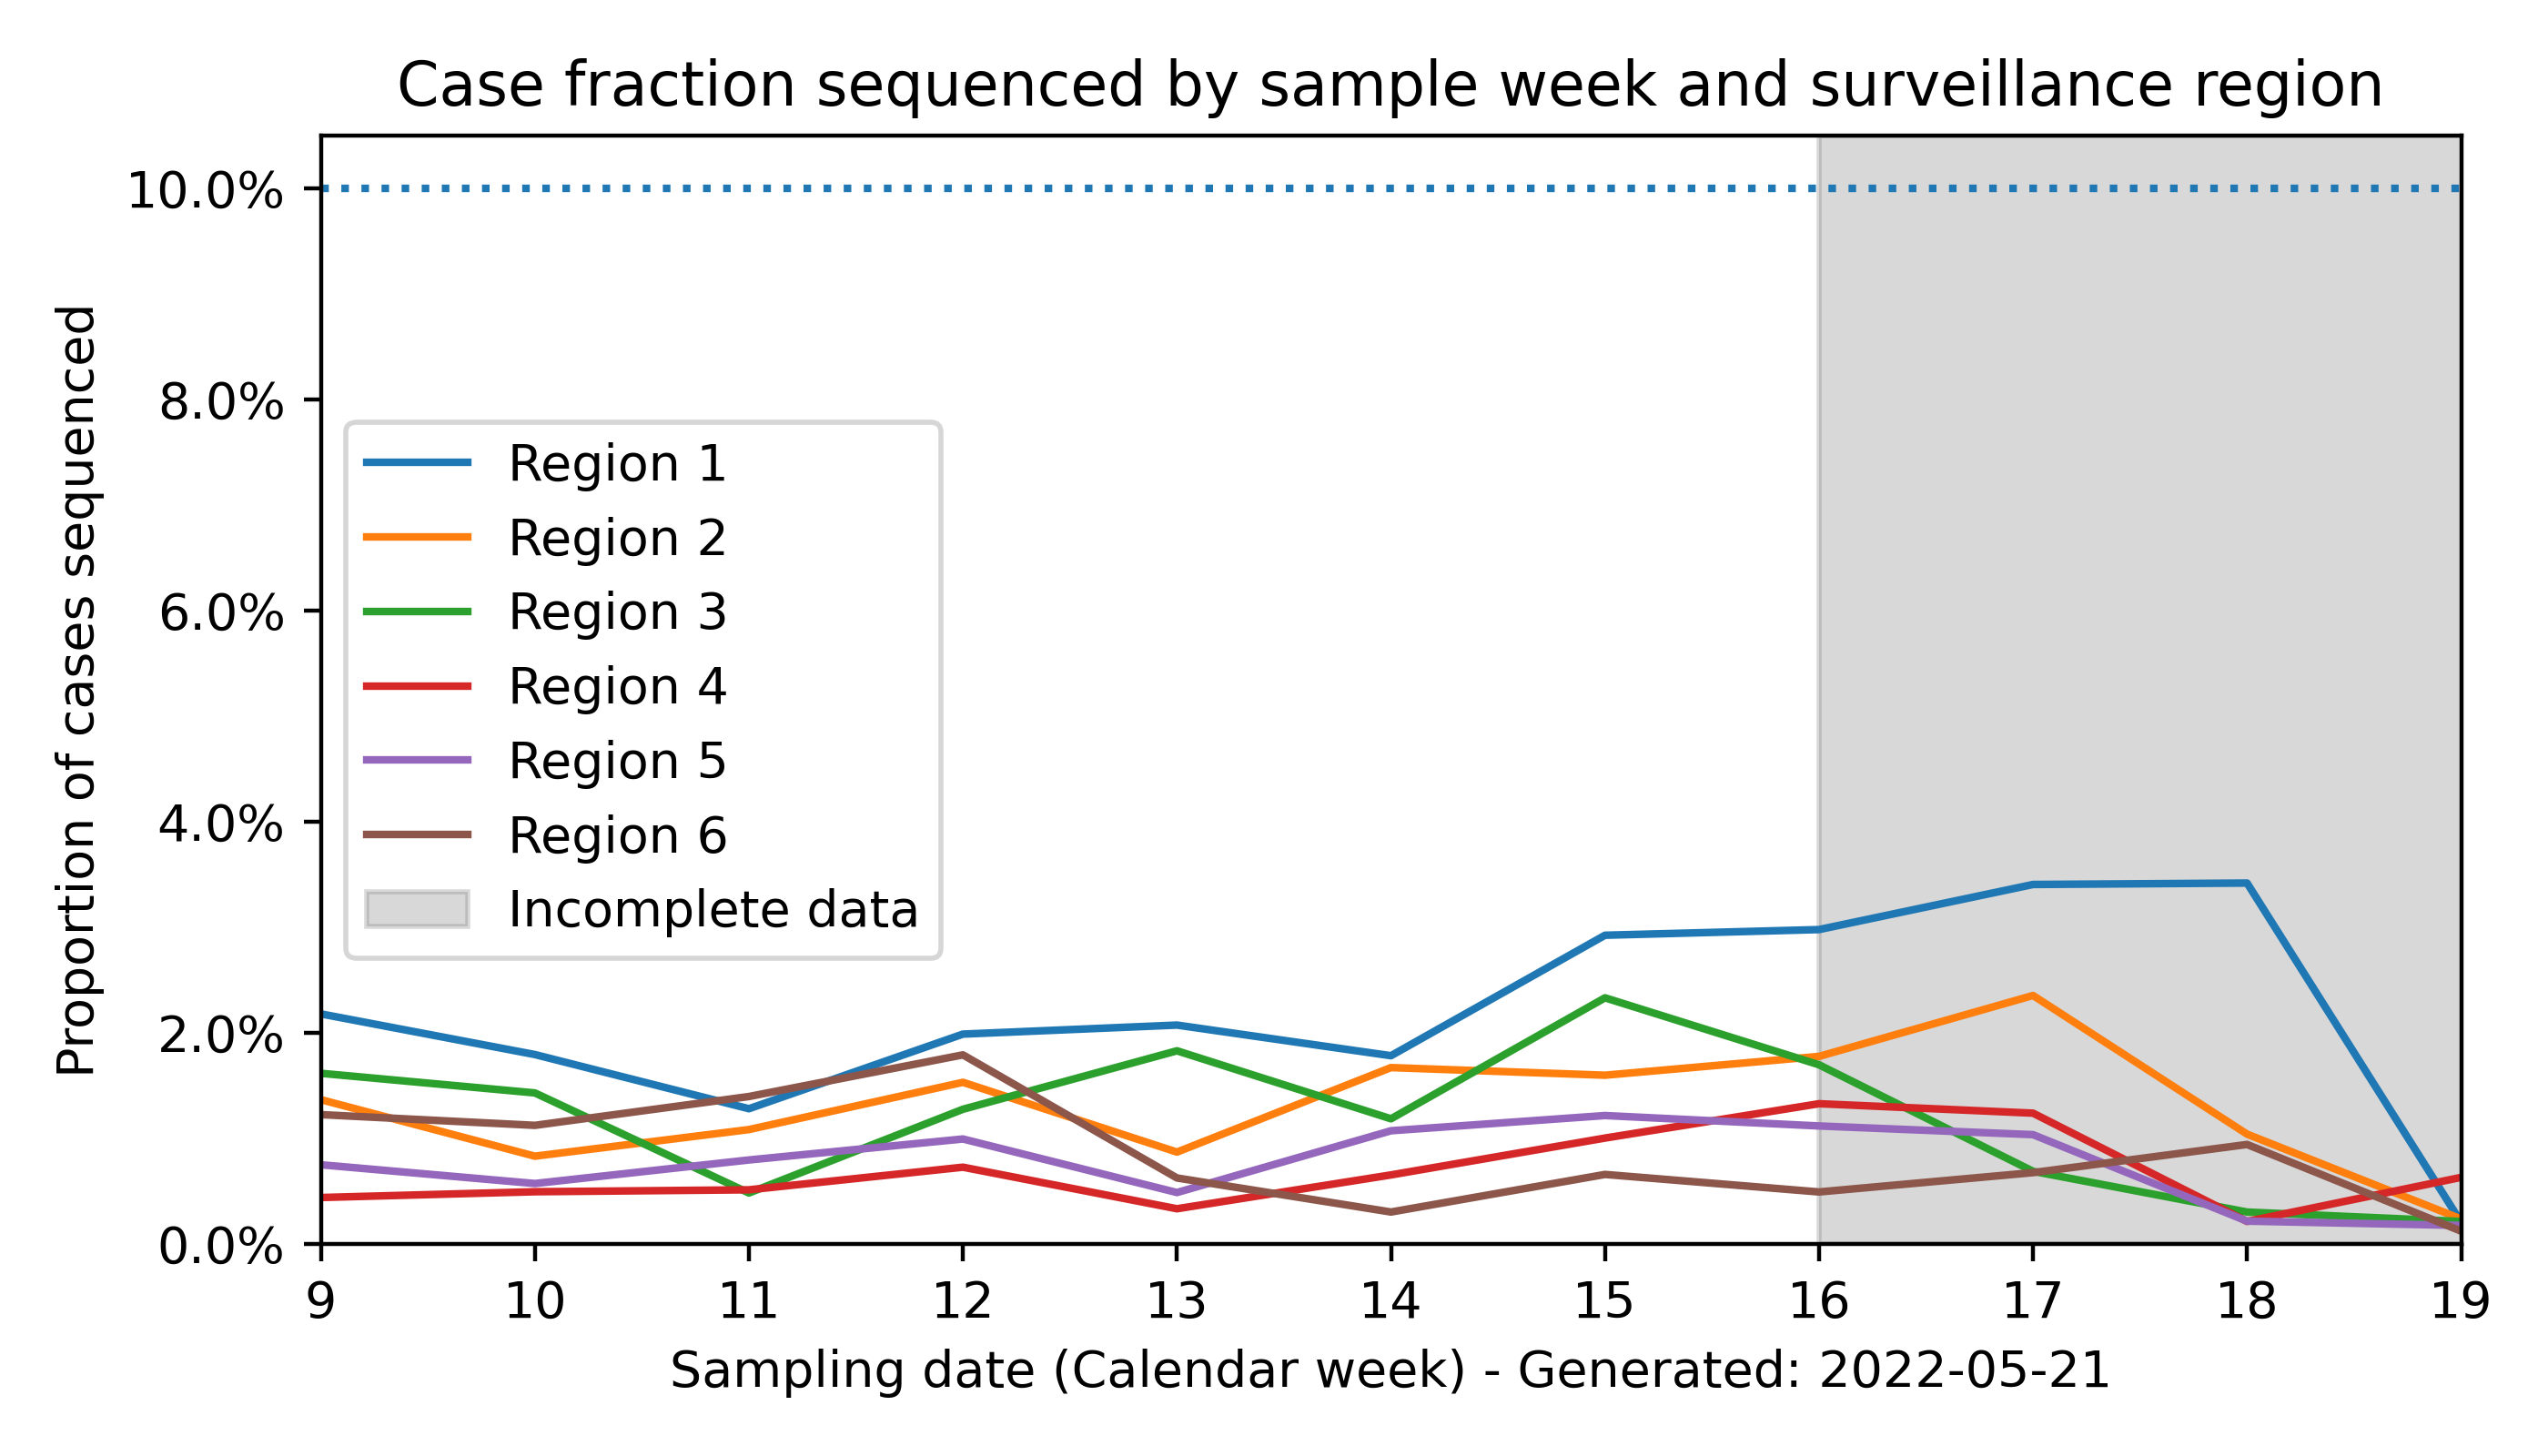 Case fraction sequenced by sample week and surveillance region
Proportion of cases sequenced
10.0%
8.0%
6.0%
4.0%
2.0%
0.0%
Region 1
Region 2
Region 3
Region 4
Region 5
Region 6
Incomplete data
9 10 11 12 13 14 15 16 17 18 19
Sampling date (Calendar week) - Generated: 2022-05-21